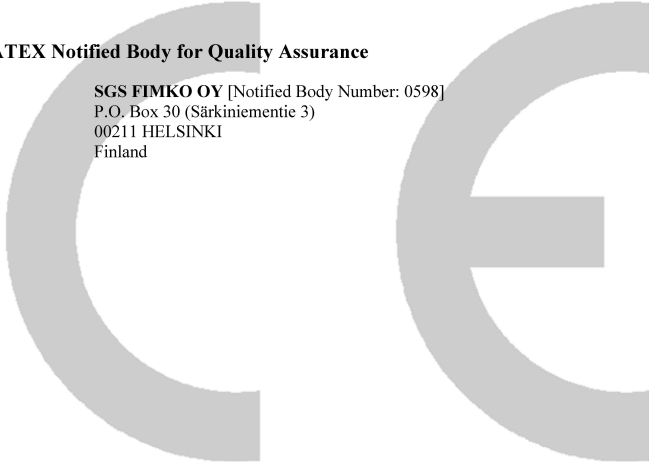 ATEX Notified Body for Quality Assurance
SGS FIMKO OY [Notified Body Number: 0598]
P.O. Box 30 (Särkiniementie 3)
00211 HELSINKI
Finland